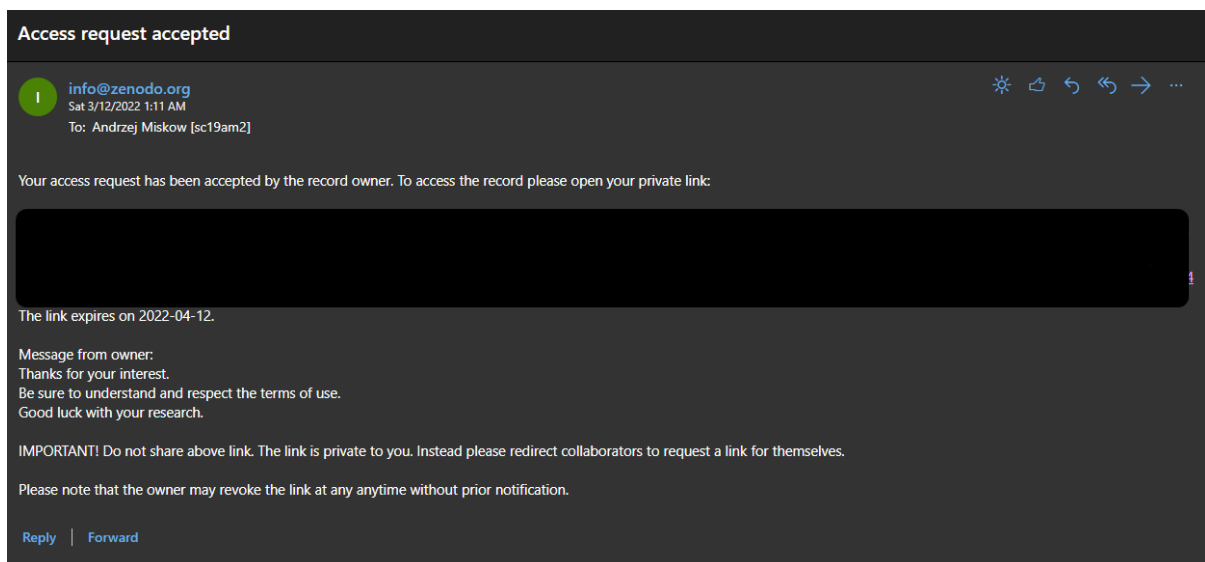 Access request accepted
I
info@zenodo.org
Sat 3/12/2022 1:11 AM
To: Andrzej Miskow [sc19am2]
Your access request has been accepted by the record owner. To access the record please open your private link:
4
The link expires on 2022-04-12.
Message from owner:
Thanks for your interest.
Be sure to understand and respect the terms of use.
Good luck with your research.
IMPORTANT! Do not share above link. The link is private to you. Instead please redirect collaborators to request a link for themselves.
Please note that the owner may revoke the link at any anytime without prior notification.
Reply | Forward